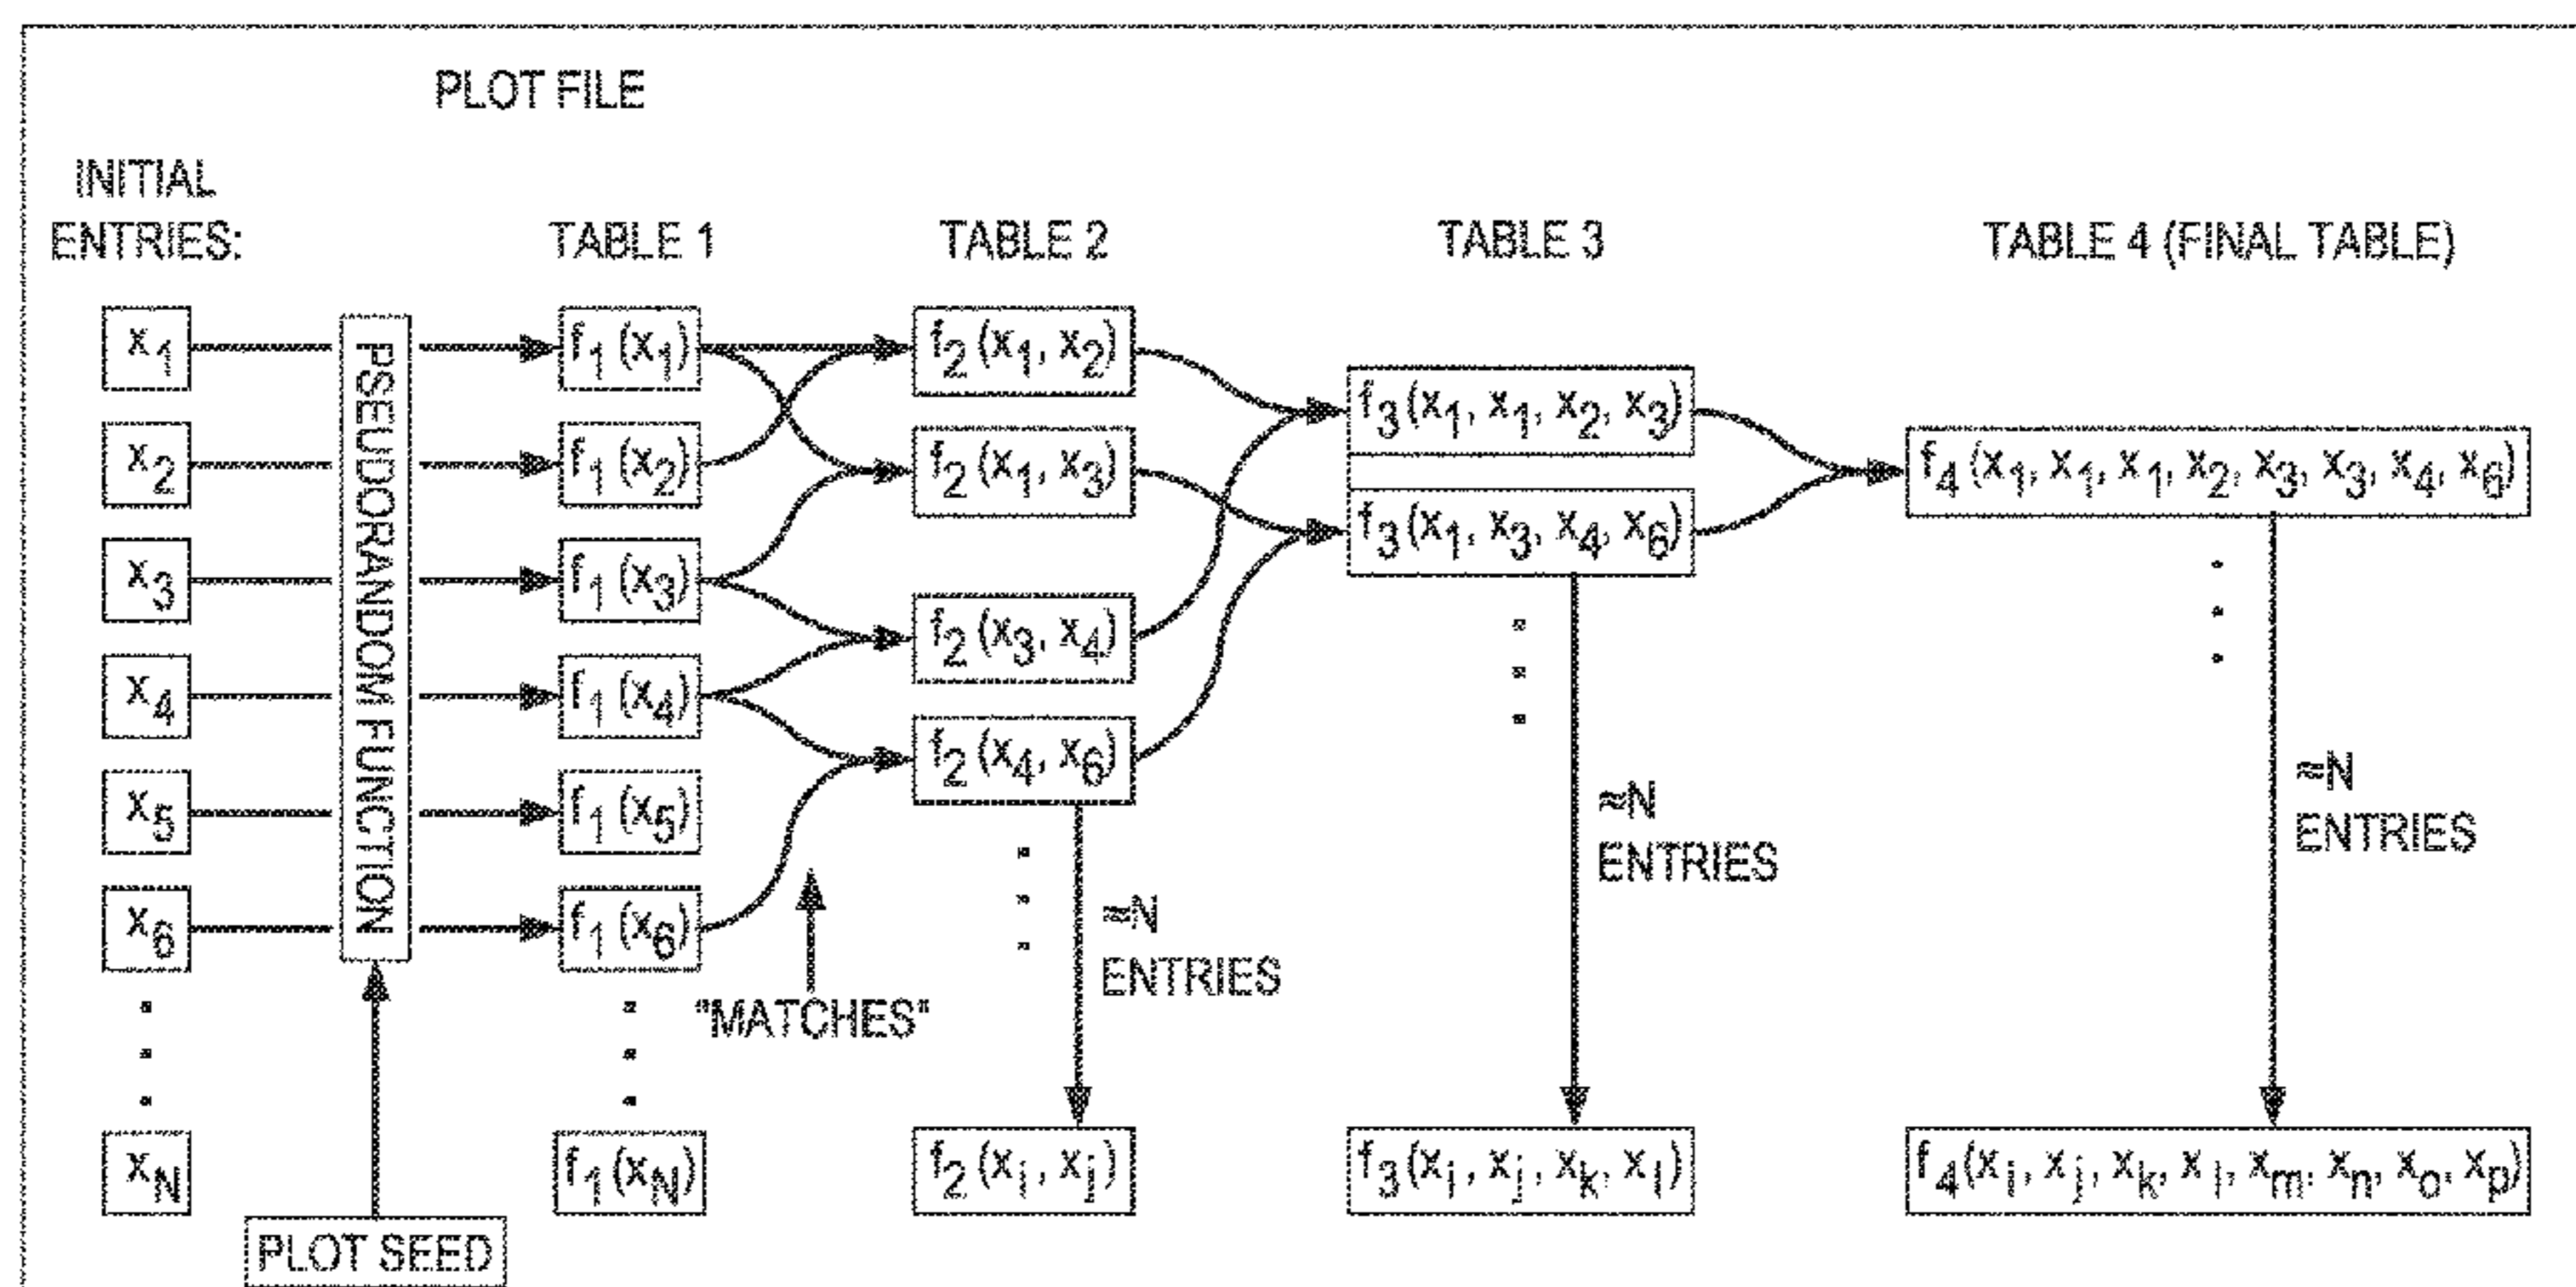 PLOT FILE
INITIAL
ENTRIES:
TABLE 1
TABLE 2
TABLE 3
TABLE 4 (FINAL TABLE)
x1
x2
x3
x4
x5
x6
xN
PSEUDORANDOM FUNCTION
PLOT SEED
f1 (x1)
f1 (x2)
f1 (x3)
f1 (x4)
f1 (x5)
f1 (x6)
f1 (xN)
"MATCHES"
f2 (x1, x2)
f2 (x1, x3)
f2 (x3, x4)
f2 (x4, x6)
≈N
ENTRIES
f2 (xi, xj)
f3 (x1, x1, x2, x3)
f3 (x1, x3, x4, x6)
≈N
ENTRIES
f3 (xi, xj, xk, xl)
f4 (x1, x1, x1, x2, x3, x3, x4, x6)
≈N
ENTRIES
f4 (xi, xj, xk, xl, xm, xn, xo, xp)